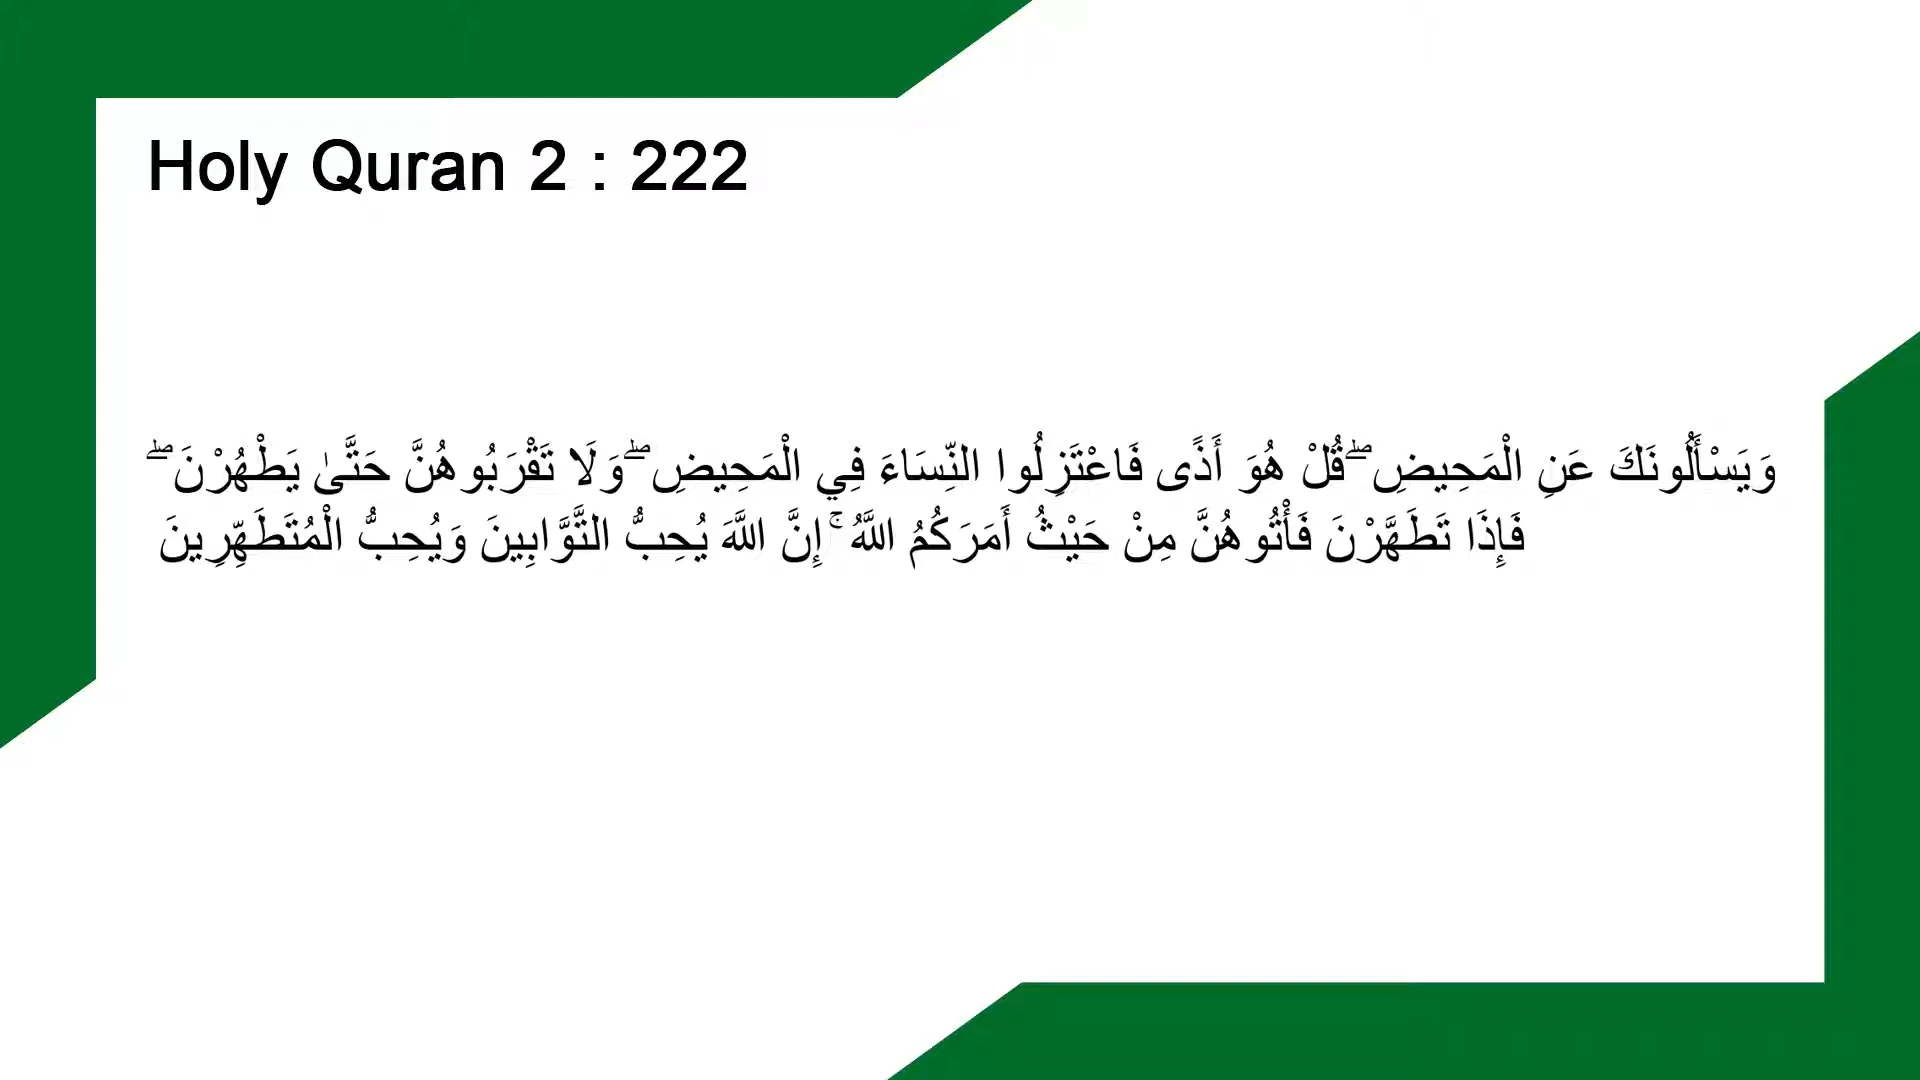 Holy Quran 2 : 222
وَيَسْأَلُونَكَ عَنِ الْمَحِيضِ ۖ قُلْ هُوَ أَذًى فَاعْتَزِلُوا النِّسَاءَ فِي الْمَحِيضِ ۖ وَلَا تَقْرَبُوهُنَّ حَتَّىٰ يَطْهُرْنَ ۖ
فَإِذَا تَطَهَّرْنَ فَأْتُوهُنَّ مِنْ حَيْثُ أَمَرَكُمُ اللَّهُ ۚ إِنَّ اللَّهَ يُحِبُّ التَّوَّابِينَ وَيُحِبُّ الْمُتَطَهِّرِينَ